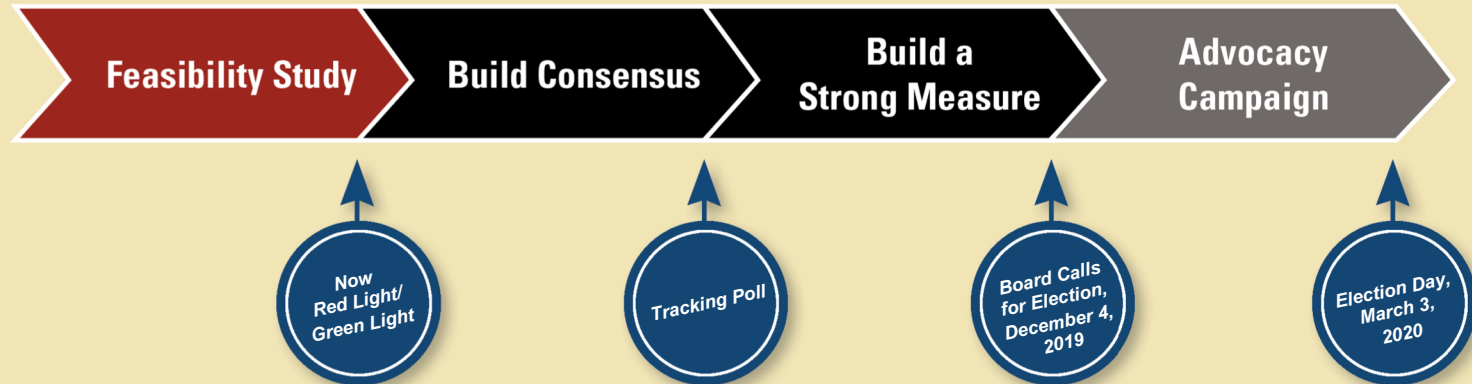 Feasibility Study
Build Consensus
Build a
Strong Measure
Advocacy
Campaign
Now
Red Light/
Green Light
Tracking Poll
Board Calls
for Election,
December 4,
2019
Election Day,
March 3,
2020